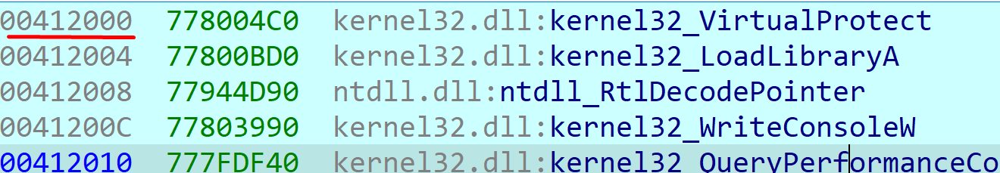 00412000 778004C0 kernel32.dll:kernel32_VirtualProtect
00412004 77800BD0 kernel32.dll:kernel32_LoadLibraryA
00412008 77944D90 ntdll.dll:ntdll_RtlDecodePointer
0041200C 77803990 kernel32.dll:kernel32_WriteConsoleW
00412010 777FDF40 kernel32.dll:kernel32_QueryPerformanceCo